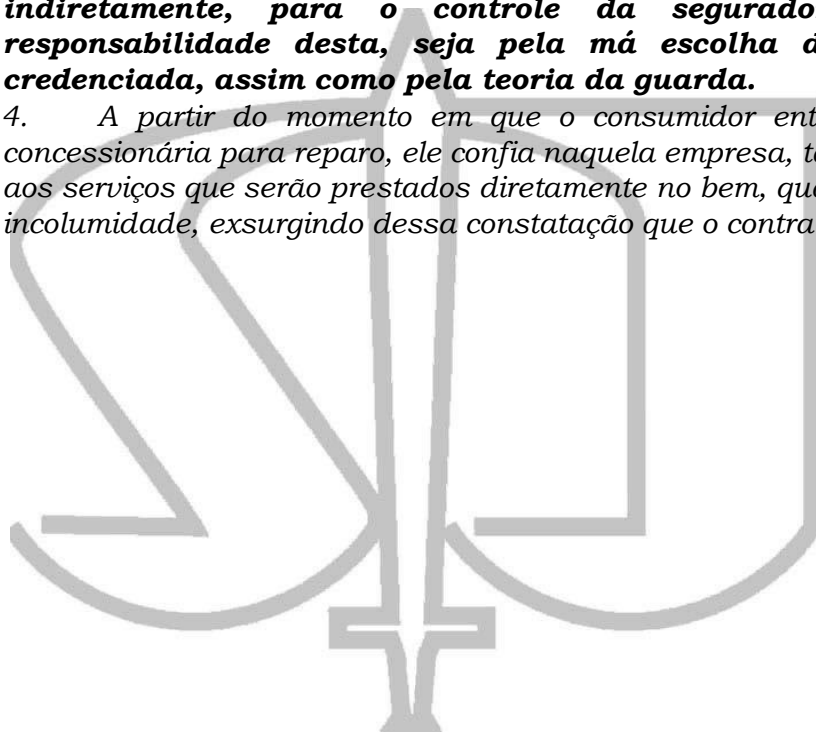 indiretamente, para o controle da segurado
responsabilidade desta, seja pela má escolha d
credenciada, assim como pela teoria da guarda.
4. A partir do momento em que o consumidor ent
concessionária para reparo, ele confia naquela empresa, t
aos serviços que serão prestados diretamente no bem, que
incolumidade, exsurgindo dessa constatação que o contra